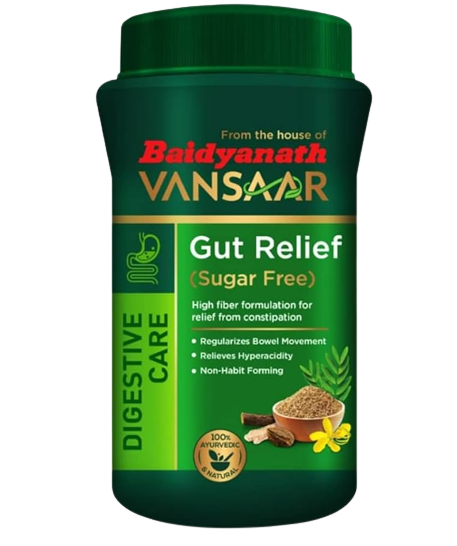 From the house of
Baidyanath
VANSAAR
Gut Relief
(Sugar Free)
High fiber formulation for
relief from constipation
• Regularizes Bowel Movement
• Relieves Hyperacidity
• Non-Habit Forming
DIGESTIVE
CARE
100%
AYURVEDIC
& NATURAL